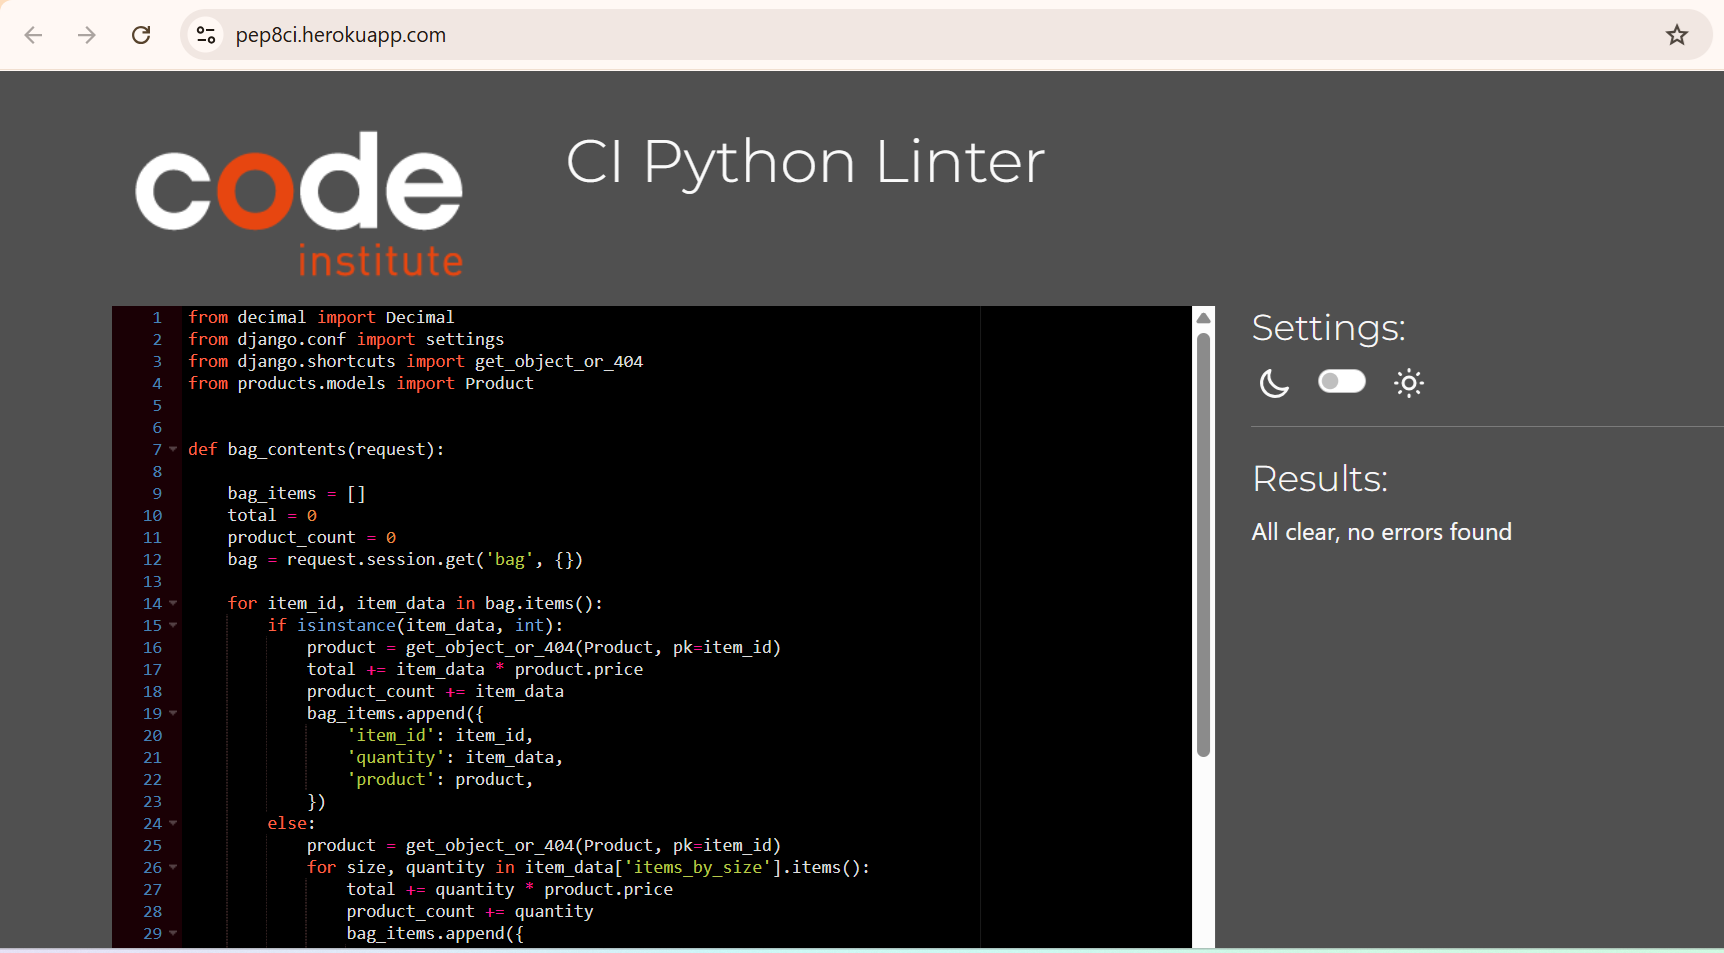 pep8ci.herokuapp.com
code
institute
CI Python Linter
1 from decimal import Decimal
2 from django.conf import settings
3 from django.shortcuts import get_object_or_404
4 from products.models import Product
5
6
7 def bag_contents(request):
8
9     bag_items = []
10     total = 0
11     product_count = 0
12     bag = request.session.get('bag', {})
13
14     for item_id, item_data in bag.items():
15         if isinstance(item_data, int):
16             product = get_object_or_404(Product, pk=item_id)
17             total += item_data * product.price
18             product_count += item_data
19             bag_items.append({
20                 'item_id': item_id,
21                 'quantity': item_data,
22                 'product': product,
23             })
24         else:
25             product = get_object_or_404(Product, pk=item_id)
26             for size, quantity in item_data['items_by_size'].items():
27                 total += quantity * product.price
28                 product_count += quantity
29                 bag_items.append({
Settings:
Results:
All clear, no errors found